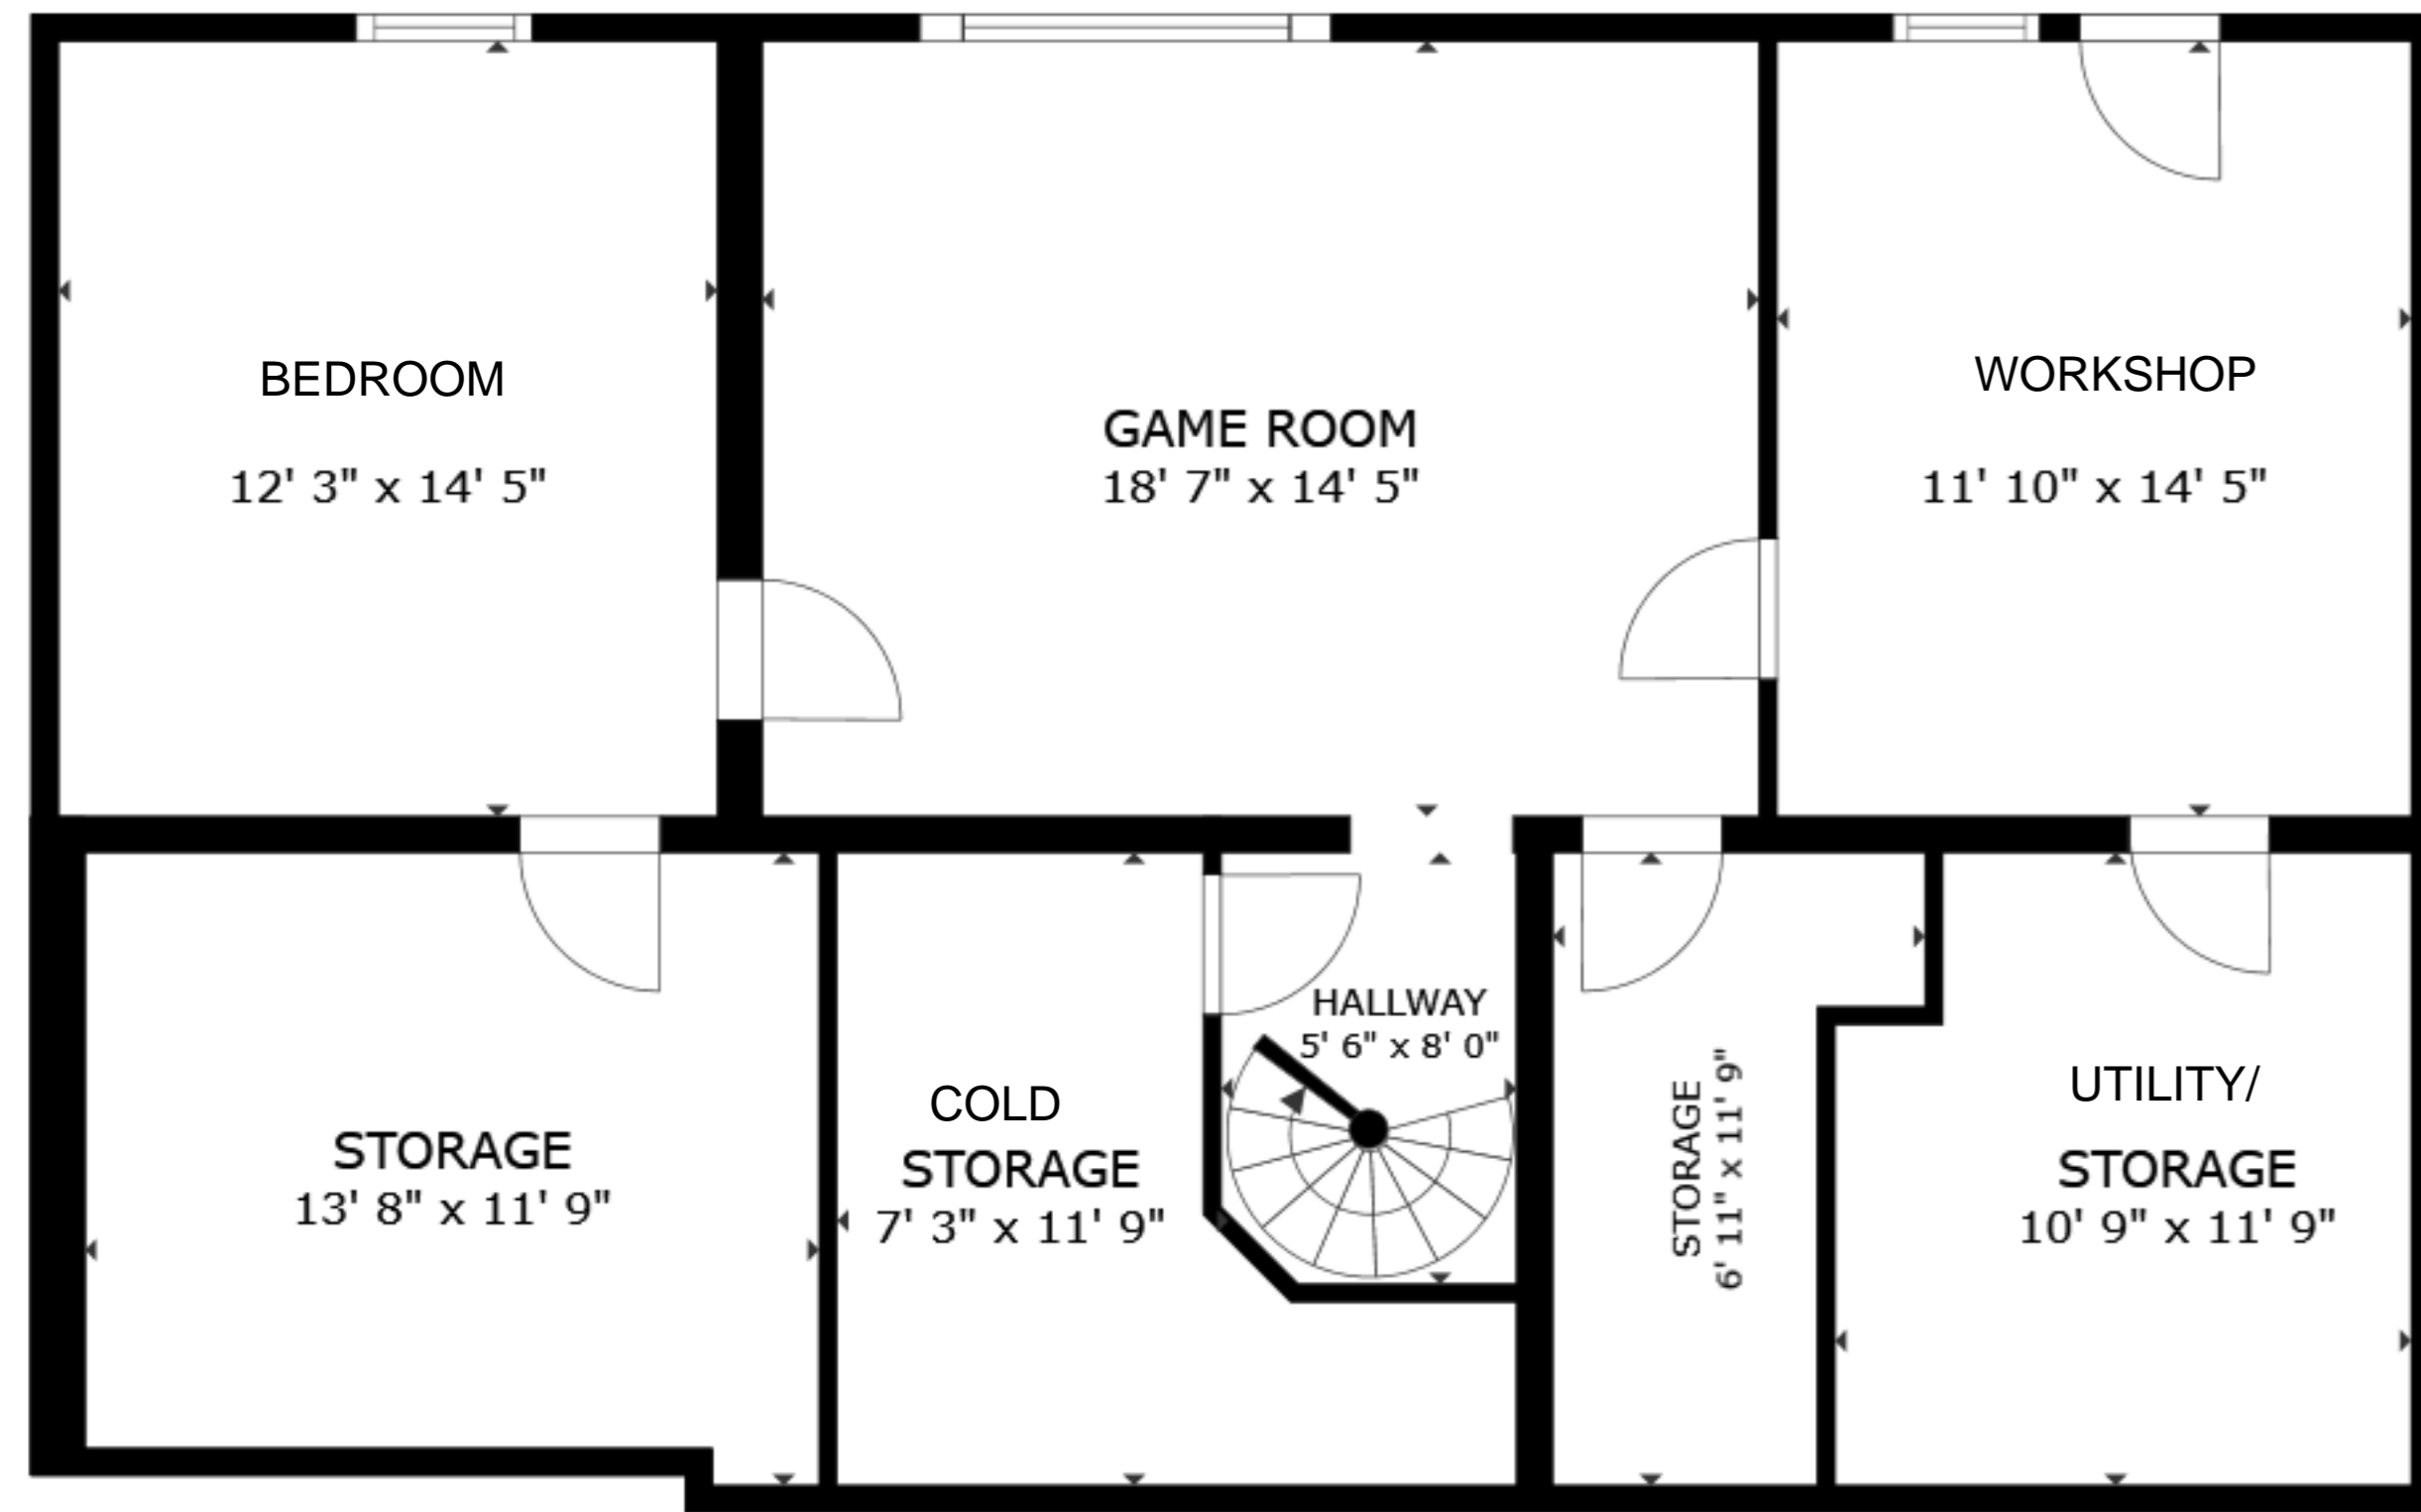 BEDROOM
12' 3" x 14' 5"
GAME ROOM
18' 7" x 14' 5"
WORKSHOP
11' 10" x 14' 5"
STORAGE
13' 8" x 11' 9"
COLD
STORAGE
7' 3" x 11' 9"
HALLWAY
5' 6" x 8' 0"
STORAGE
6' 11" x 11' 9"
UTILITY/
STORAGE
10' 9" x 11' 9"